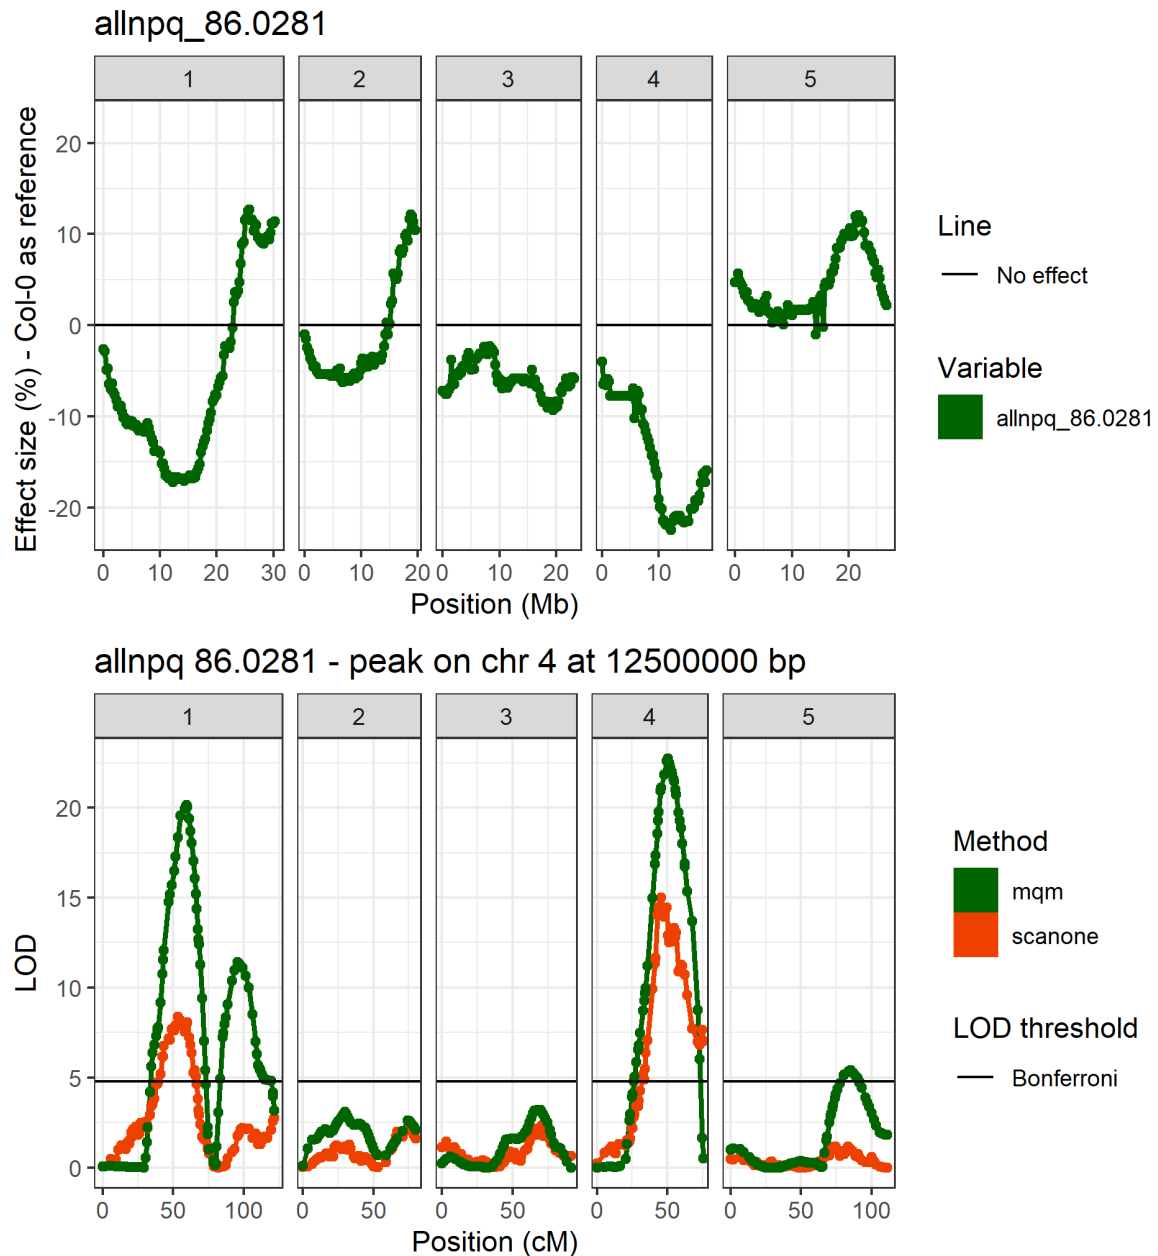 allnpq_86.0281
1 2 3 4 5
Effect size (%) - Col-0 as reference
20
10
0
-10
-20
0 10 20 30 0 10 20 0 10 20 0 10 0 10 20
Position (Mb)
Line
No effect
Variable
allnpq_86.0281
allnpq 86.0281 - peak on chr 4 at 12500000 bp
1 2 3 4 5
LOD
20
15
10
5
0
0 50 100 0 50 0 50 0 50 0 50 100
Position (cM)
Method
mqm
scanone
LOD threshold
Bonferroni